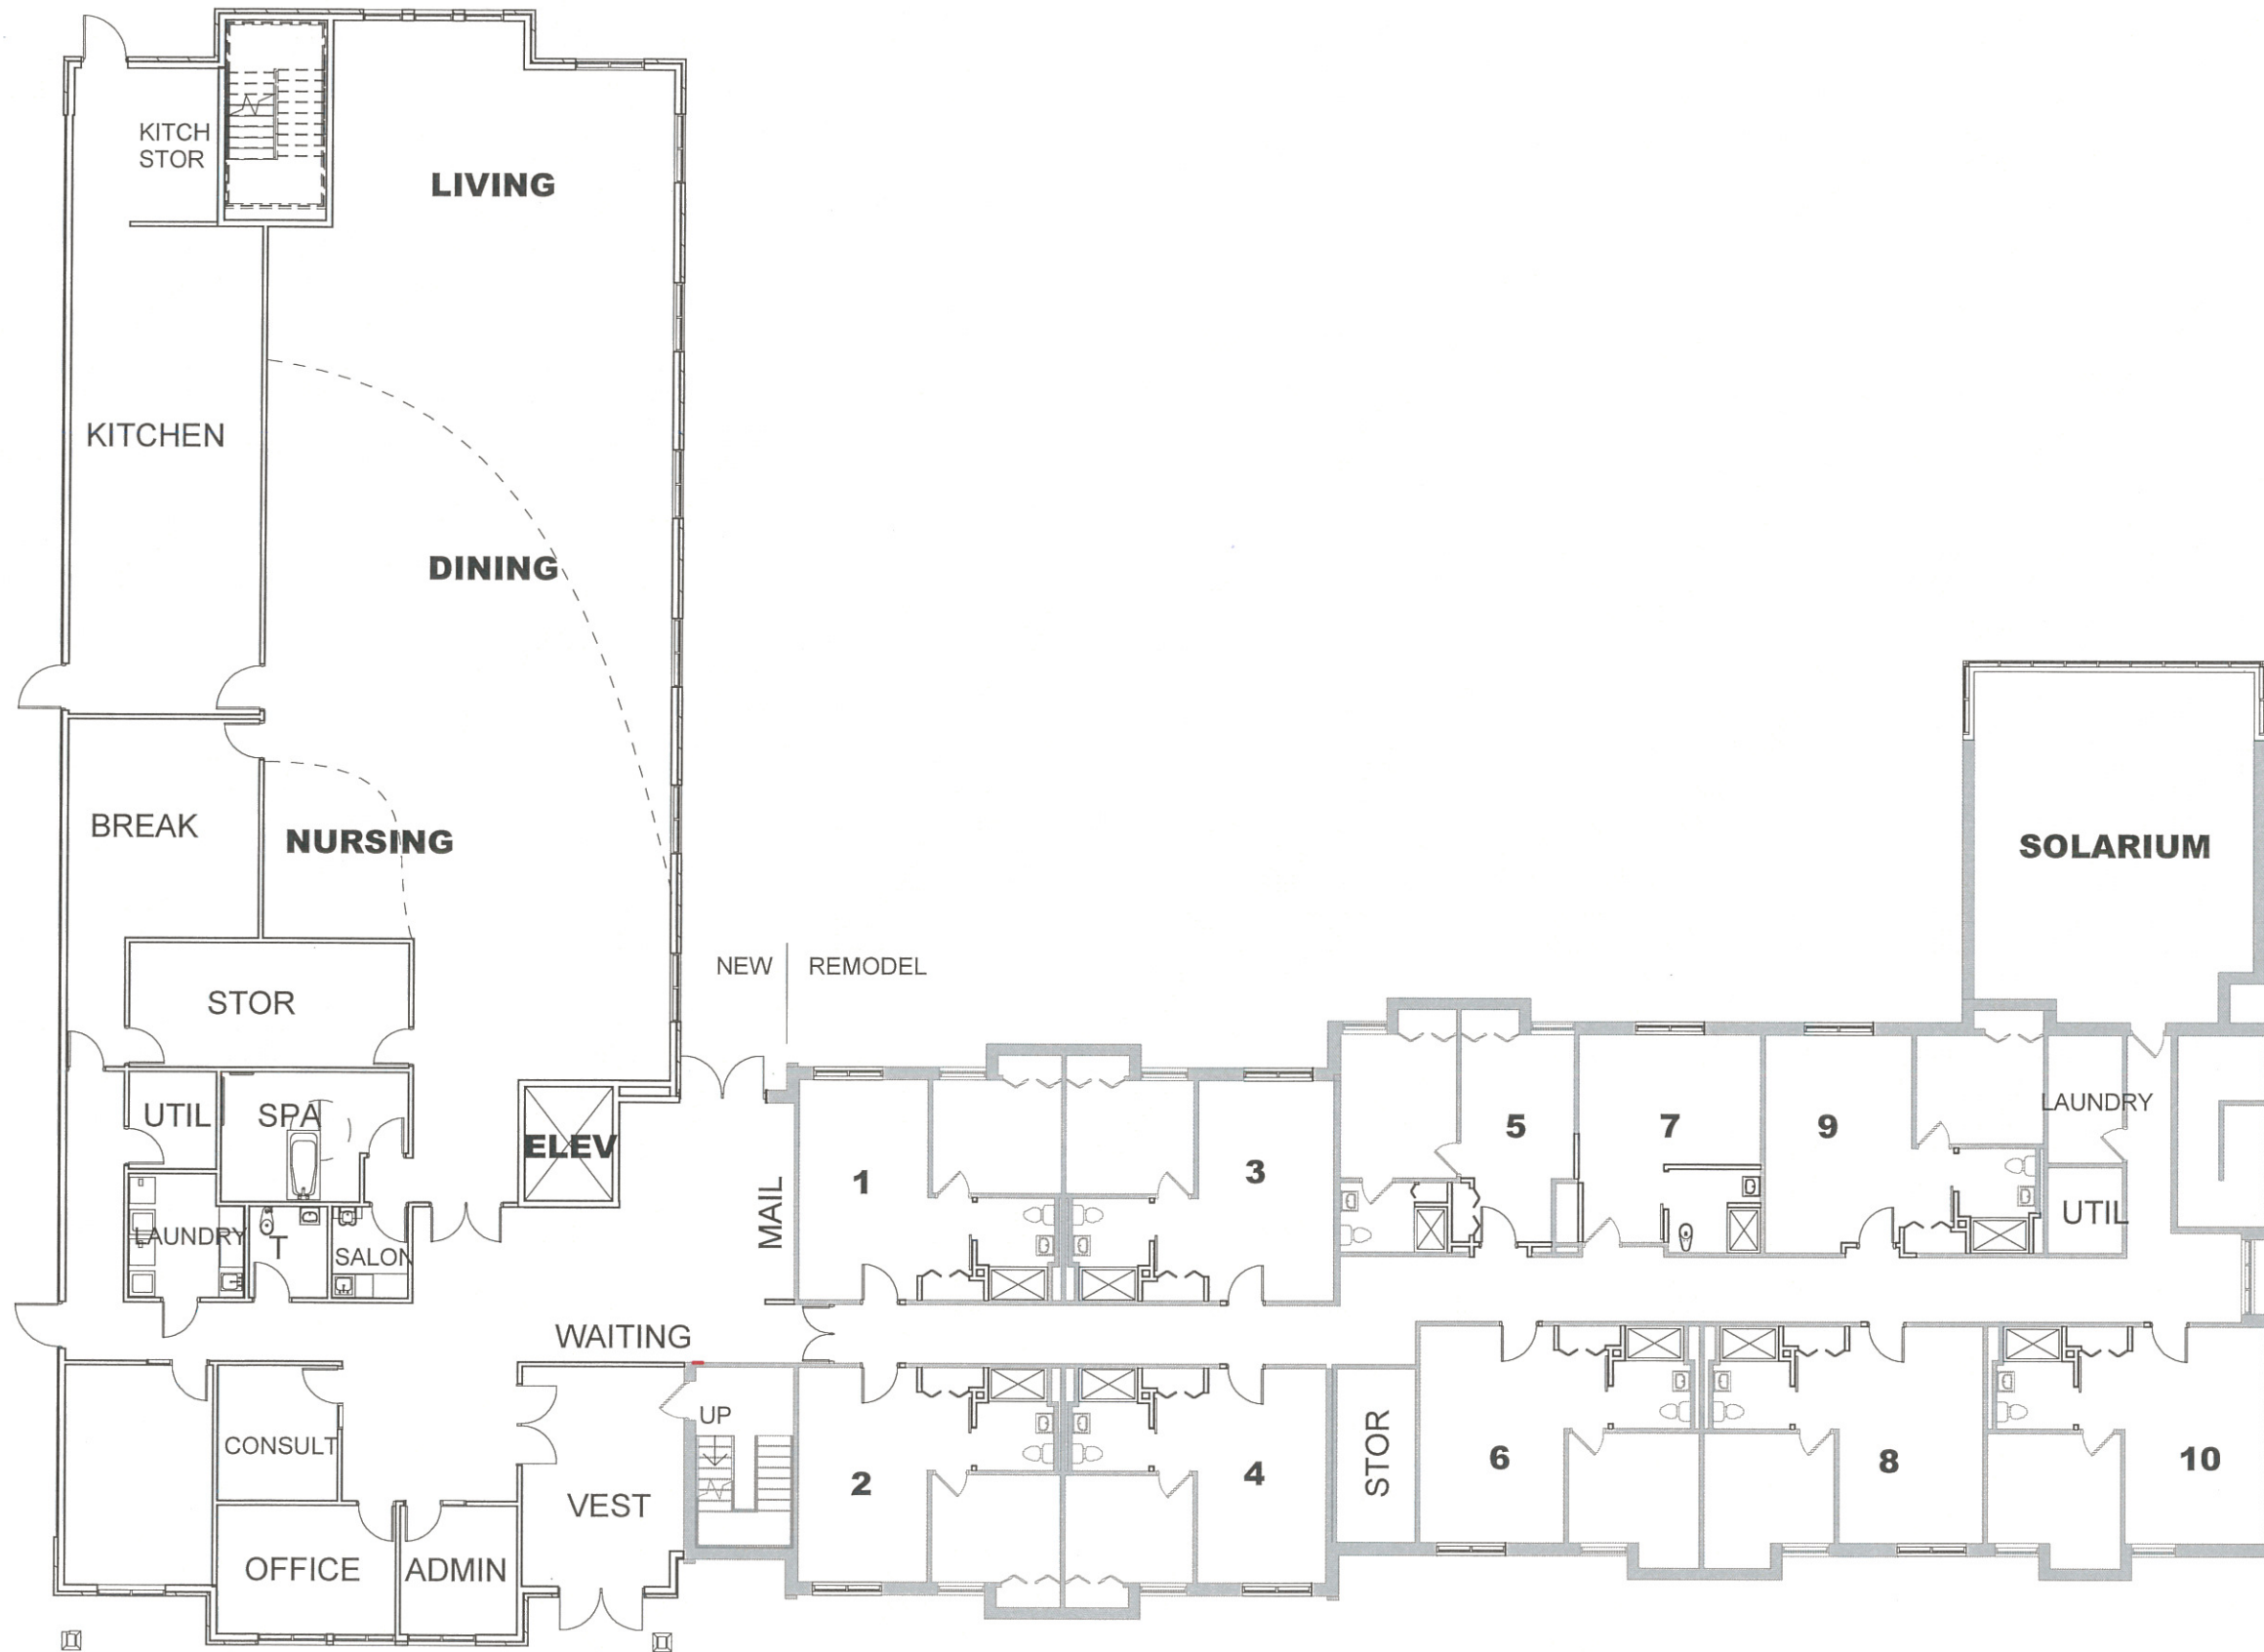 KITCH
STOR
LIVING
KITCHEN
DINING
BREAK
NURSING
SOLARIUM
STOR
NEW REMODEL
UTIL
SPA
ELEV
MAIL
1
3
5
7
9
LAUNDRY
UTIL
LAUNDRY
T
SALON
WAITING
UP
CONSULT
VEST
OFFICE
ADMIN
2
4
STOR
6
8
10